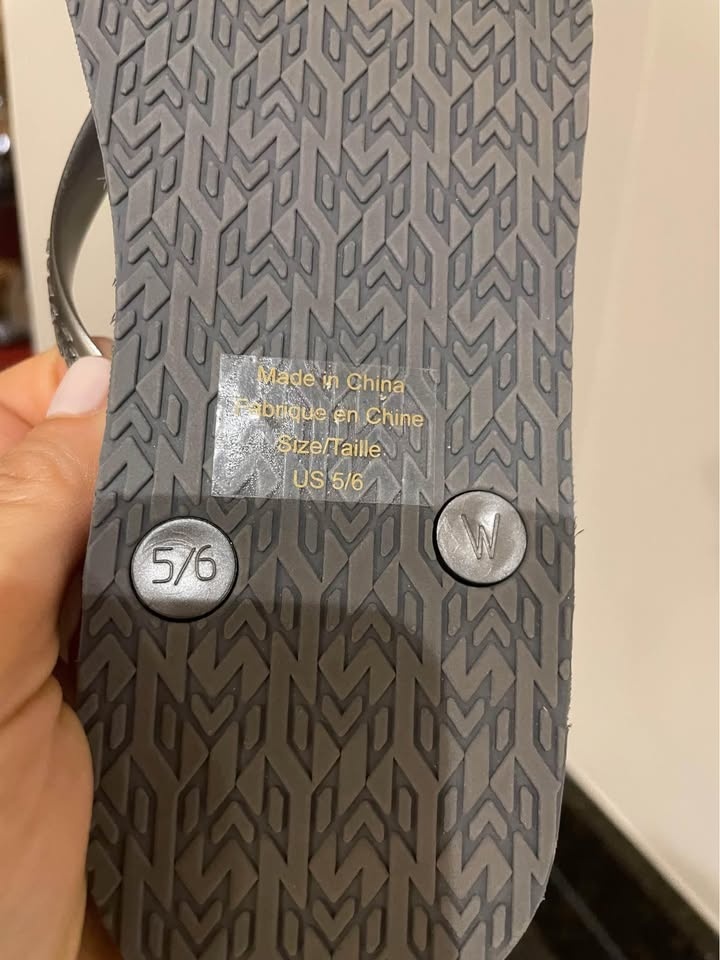 Made in China
Fabrique en Chine
Size/Taille
US 5/6
5/6
W